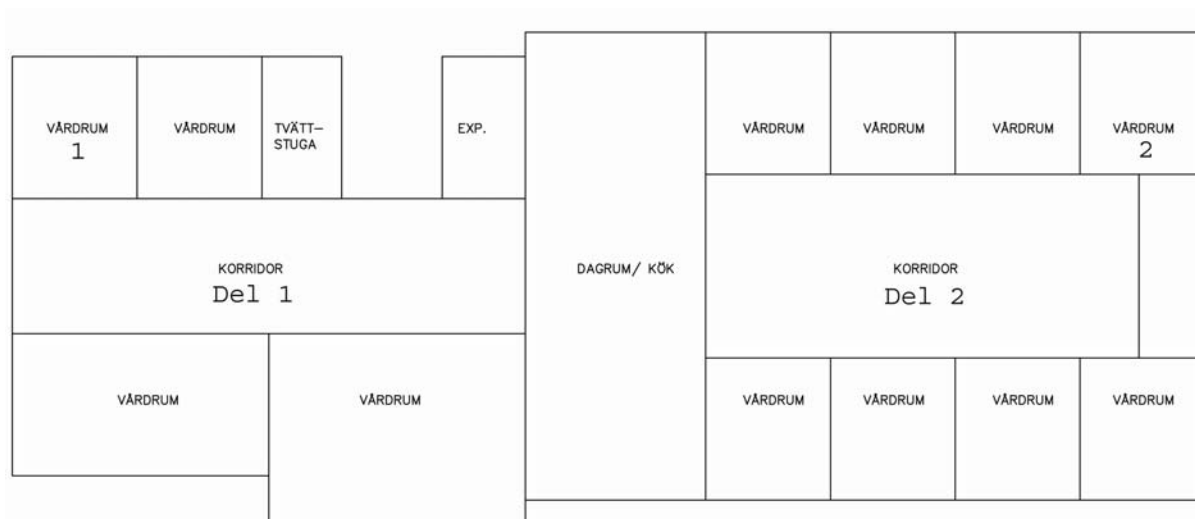 VÅRDRUM
1
VÅRDRUM
TVÄTT-
STUGA
EXP.
VÅRDRUM
VÅRDRUM
VÅRDRUM
VÅRDRUM
2
KORRIDOR
Del 1
DAGRUM/ KÖK
KORRIDOR
Del 2
VÅRDRUM
VÅRDRUM
VÅRDRUM
VÅRDRUM
VÅRDRUM
VÅRDRUM